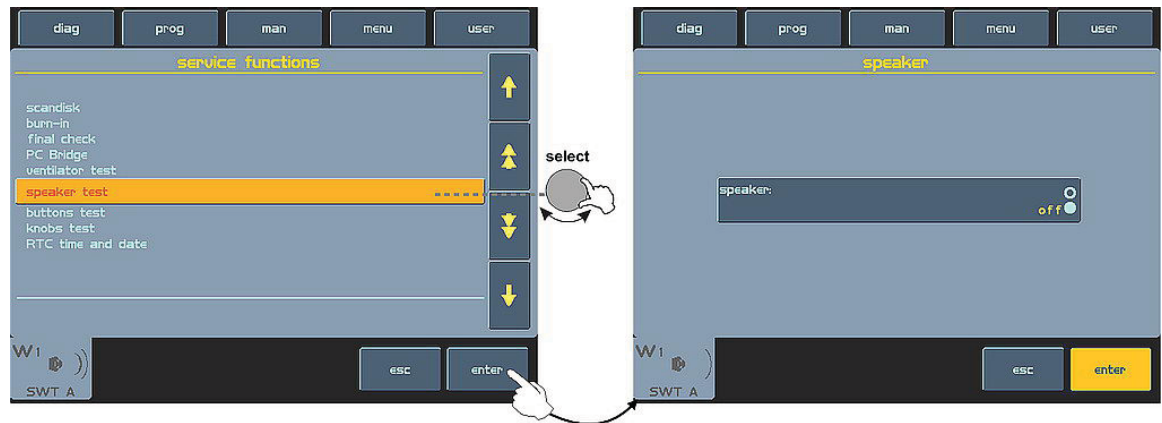 diag prog man menu user
service functions
scandisk
burn-in
final check
PC Bridge
ventilator test
speaker test
buttons test
knobs test
RTC time and date
W1
SWT A
esc enter
select
diag prog man menu user
speaker
speaker:
off
W1
SWT A
esc enter